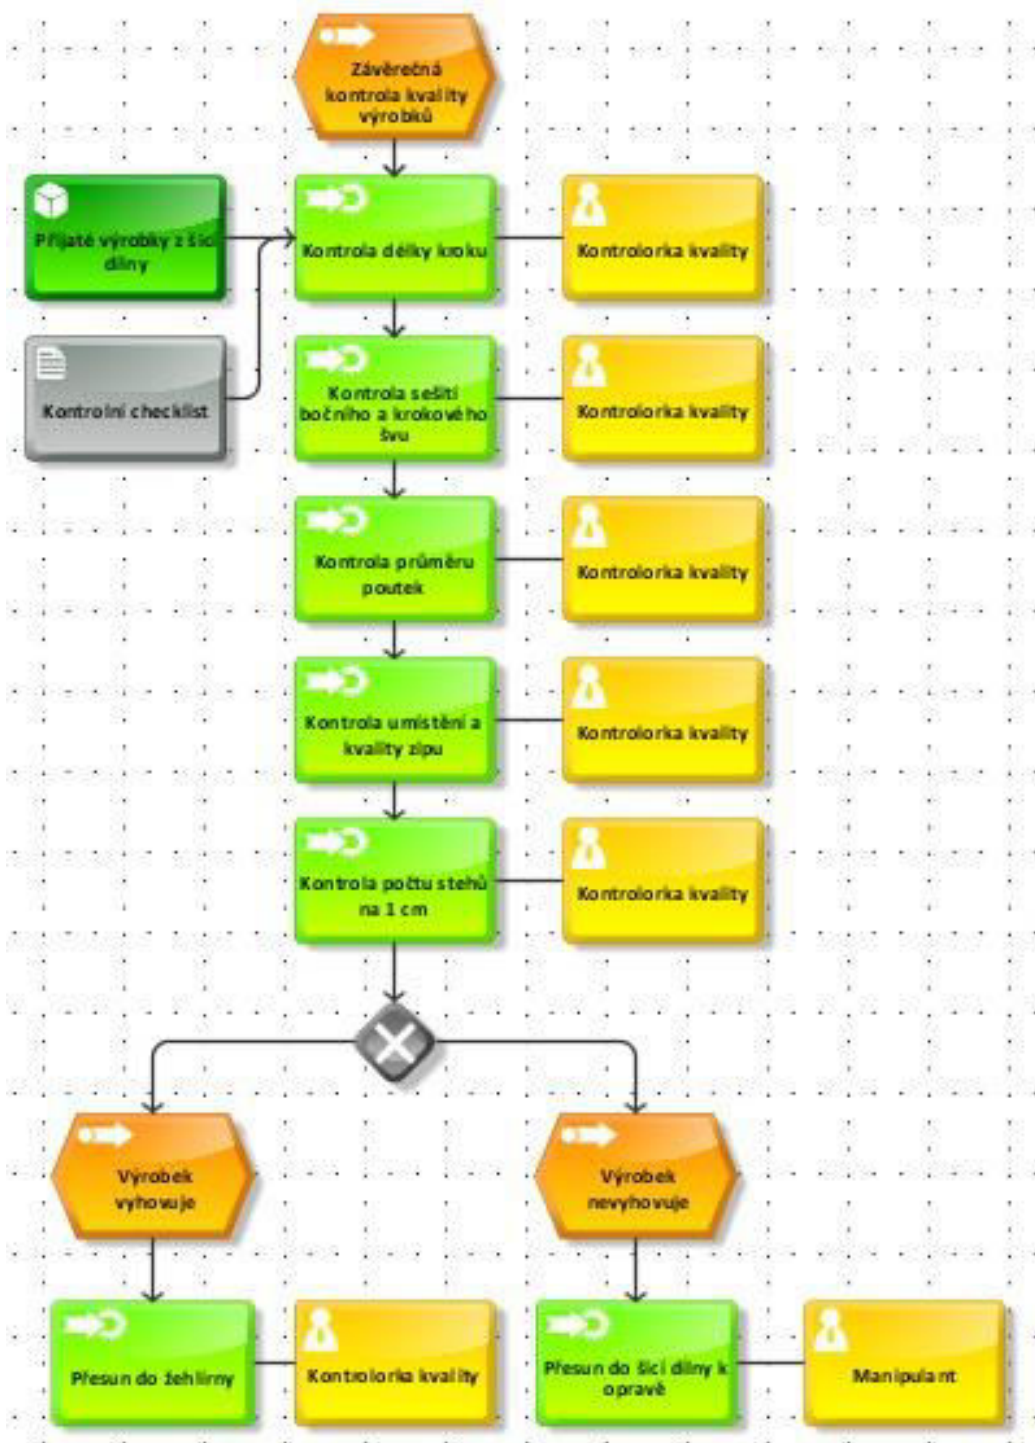 Závěrečná
kontrola kvality
výrobků
Přijaté výrobky z šicí
dílny
Kontrola délky kroku
Kontrolorka kvality
Kontrolní checklist
Kontrola sešití
bočního a krokového
švu
Kontrolorka kvality
Kontrola průměru
poutek
Kontrolorka kvality
Kontrola umístění a
kvality zipu
Kontrolorka kvality
Kontrola počtu stehů
na 1 cm
Kontrolorka kvality
Výrobek
vyhovuje
Výrobek
nevyhovuje
Přesun do žehlírny
Kontrolorka kvality
Přesun do šicí dílny k
opravě
Manipulant